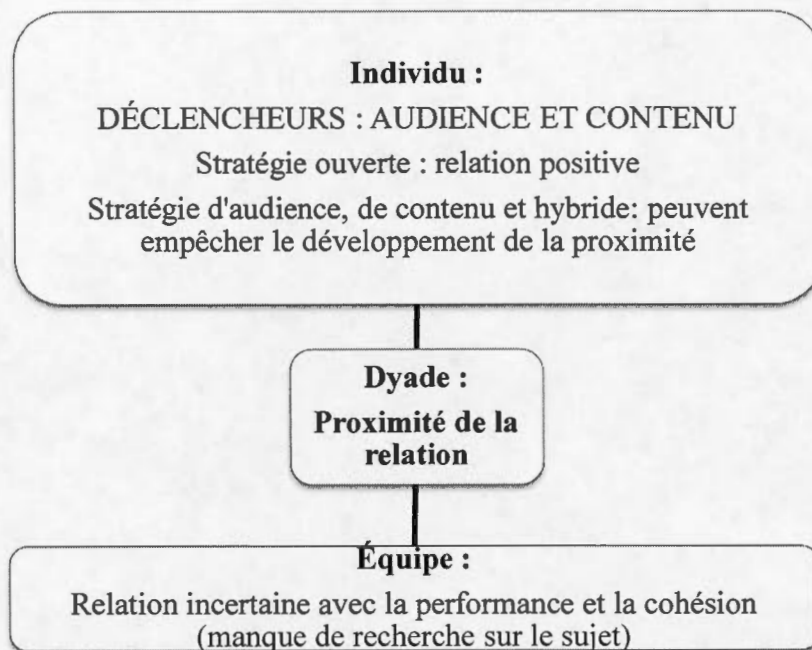 Individu :
DÉCLENCHEURS : AUDIENCE ET CONTENU
Stratégie ouverte : relation positive
Stratégie d'audience, de contenu et hybride: peuvent
empêcher le développement de la proximité
Dyade :
Proximité de la
relation
Équipe :
Relation incertaine avec la performance et la cohésion
(manque de recherche sur le sujet)